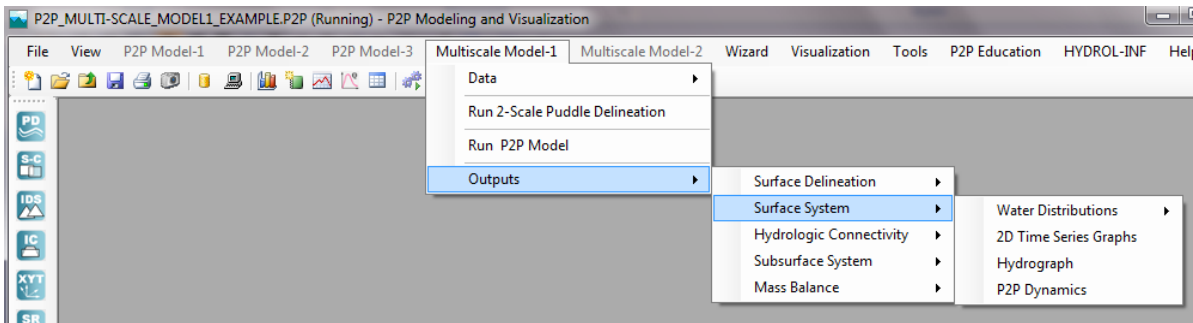 P2P_MULTI-SCALE_MODEL1_EXAMPLE.P2P (Running) - P2P Modeling and Visualization
File View P2P Model-1 P2P Model-2 P2P Model-3 Multiscale Model-1 Multiscale Model-2 Wizard Visualization Tools P2P Education HYDROL-INF Help
Data
Run 2-Scale Puddle Delineation
Run P2P Model
Outputs
Surface Delineation
Surface System
Hydrologic Connectivity
Subsurface System
Mass Balance
Water Distributions
2D Time Series Graphs
Hydrograph
P2P Dynamics
PD
S-C
IDS
IC
XYT
SR